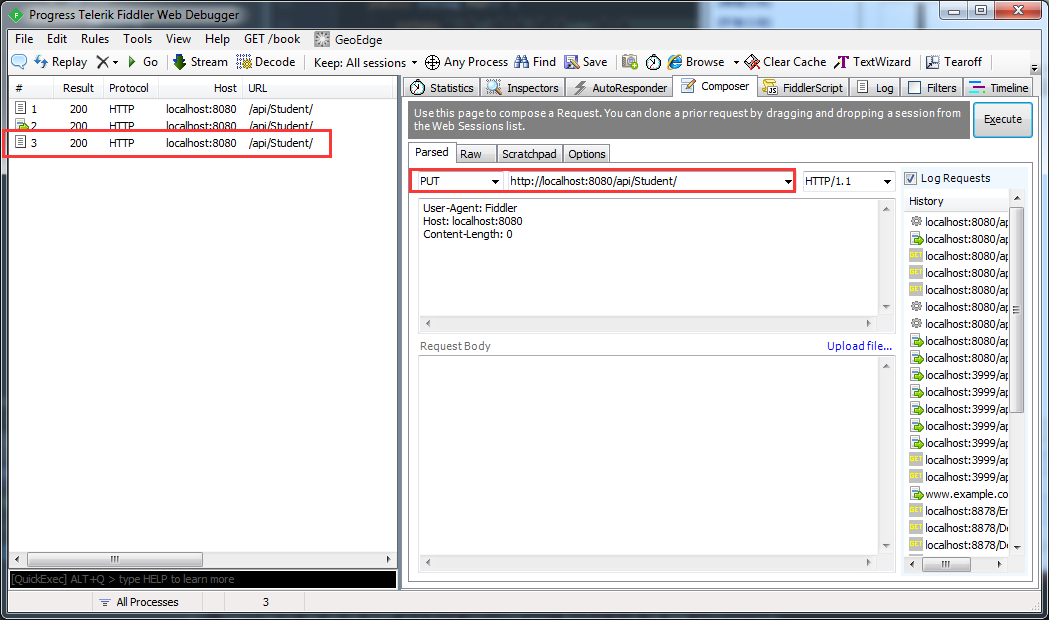 Progress Telerik Fiddler Web Debugger
File Edit Rules Tools View Help GET /book GeoEdge
Replay Go Stream Decode Keep: All sessions Any Process Find Save Browse Clear Cache TextWizard Tearoff
# Result Protocol Host URL
1 200 HTTP localhost:8080 /api/Student/
2 200 HTTP localhost:8080 /api/Student/
3 200 HTTP localhost:8080 /api/Student/
[QuickExec] ALT+Q > type HELP to learn more
All Processes 3
Statistics Inspectors AutoResponder Composer FiddlerScript Log Filters Timeline
Use this page to compose a Request. You can clone a prior request by dragging and dropping a session from
the Web Sessions list.
Execute
Parsed Raw Scratchpad Options
PUT http://localhost:8080/api/Student/ HTTP/1.1
User-Agent: Fiddler
Host: localhost:8080
Content-Length: 0
Request Body Upload file...
Log Requests
History
localhost:8080/ap
localhost:8080/ap
GET localhost:8080/ap
GET localhost:8080/ap
GET localhost:8080/ap
localhost:8080/ap
localhost:8080/ap
localhost:8080/ap
localhost:8080/ap
localhost:3999/ap
localhost:3999/ap
localhost:3999/ap
localhost:3999/ap
localhost:3999/ap
GET localhost:3999/ap
GET localhost:3999/ap
www.example.co
GET localhost:8878/Er
GET localhost:8878/De
GET localhost:8878/De